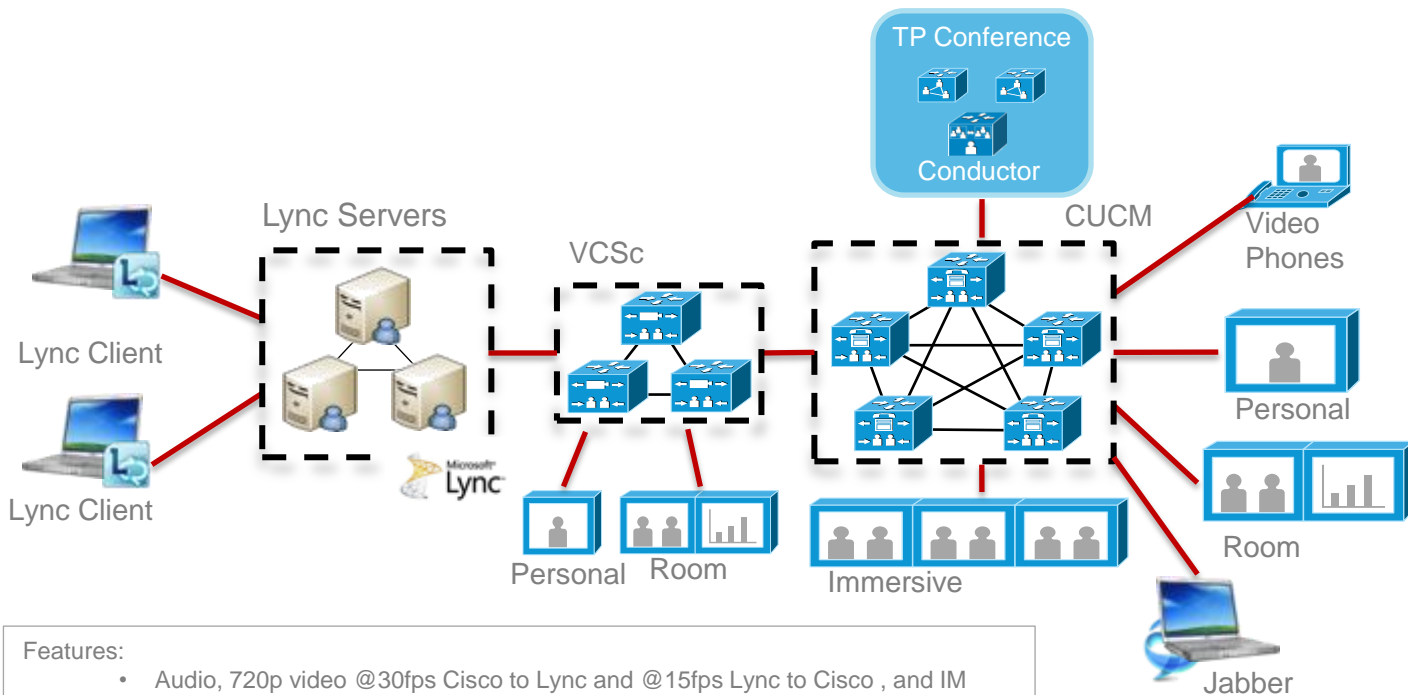 TP Conference
Conductor
Lync Servers
VCSc
CUCM
Video
Phones
Lync Client
Personal
Microsoft
Lync
Lync Client
Personal
Room
Immersive
Room
Jabber
Features:
• Audio, 720p video @30fps Cisco to Lync and @15fps Lync to Cisco , and IM